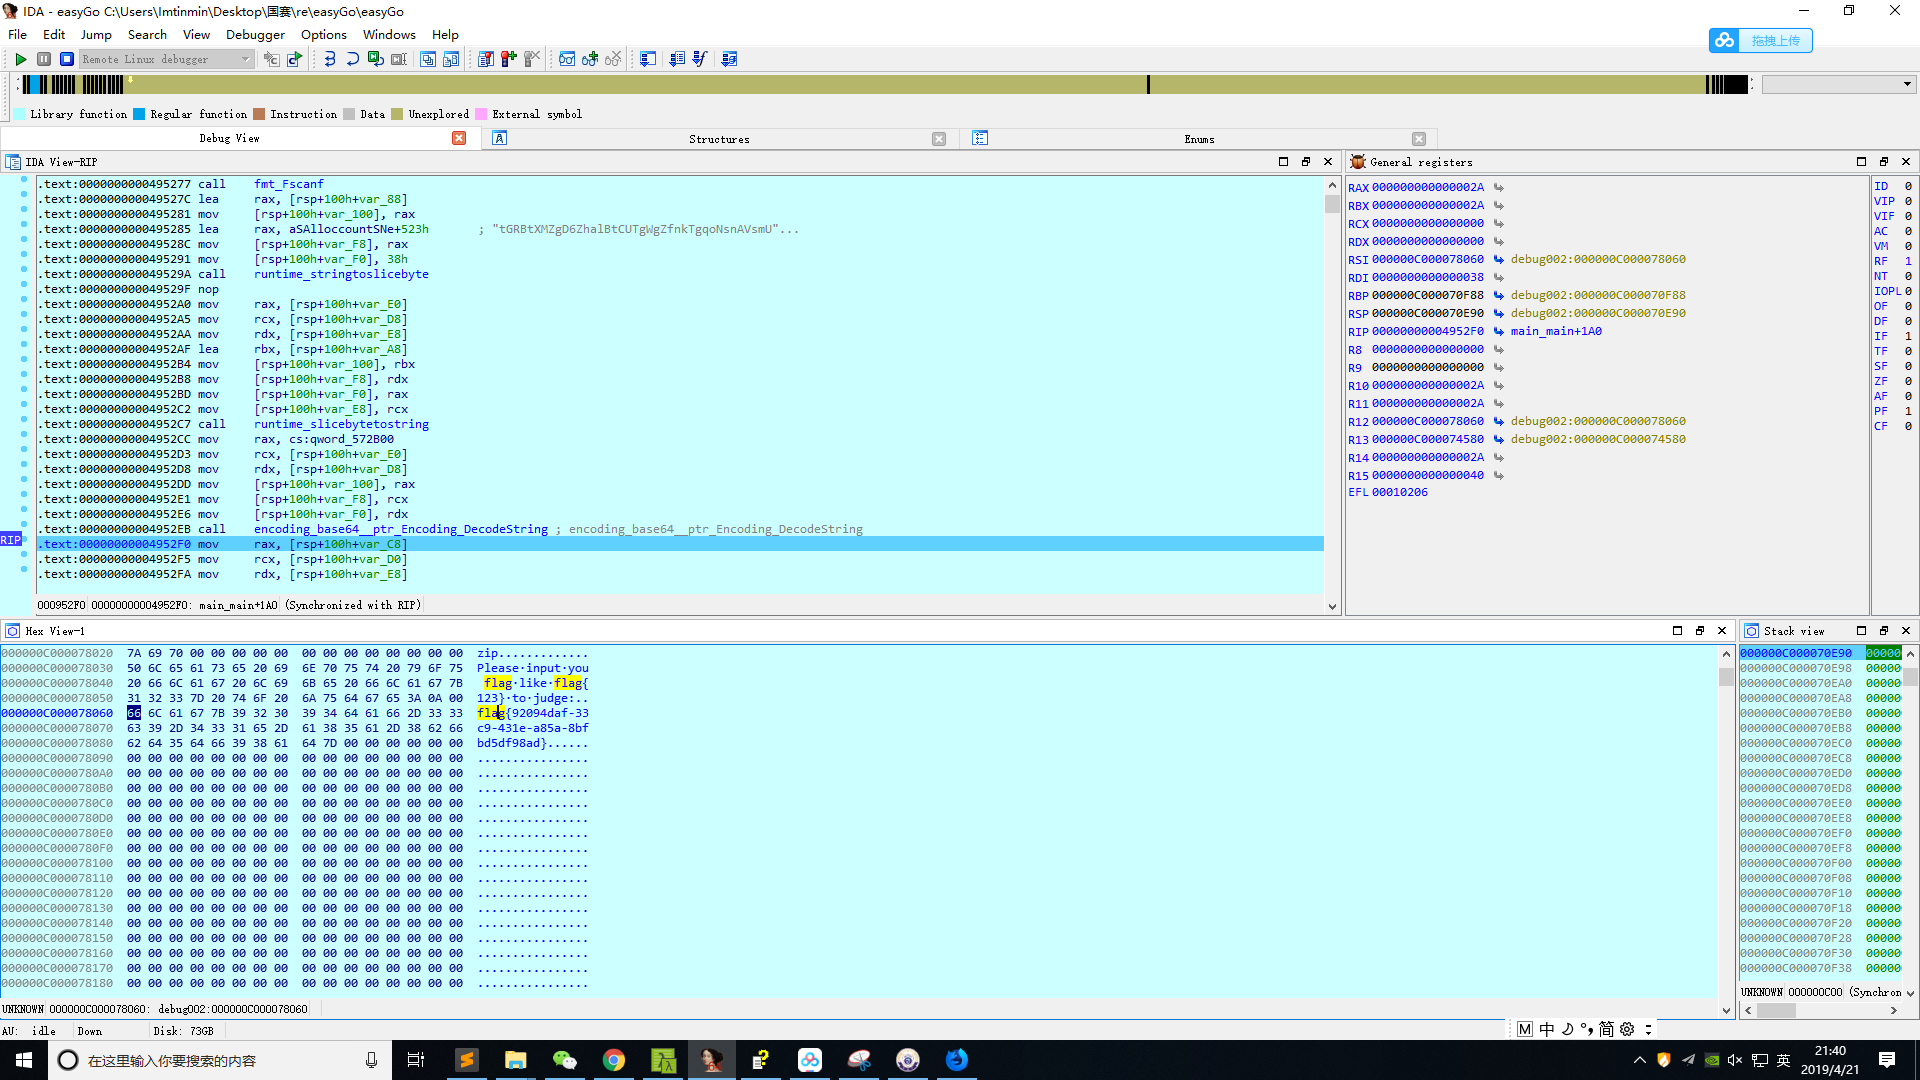 IDA - easyGo C:\Users\Imtinmin\Desktop\国赛\re\easyGo\easyGo
File Edit Jump Search View Debugger Options Windows Help
拖拽上传
Remote Linux debugger
Library function Regular function Instruction Data Unexplored External symbol
Debug View Structures Enums
IDA View-RIP
.text:0000000000495277 call fmt_Fscanf
.text:000000000049527C lea rax, [rsp+100h+var_88]
.text:0000000000495281 mov [rsp+100h+var_100], rax
.text:0000000000495285 lea rax, aSAlloccountSNe+523h ; "tGRBtXMZgD6ZhalBtCUTgWgZfnkTgqoNsnAVsmU"...
.text:000000000049528C mov [rsp+100h+var_F8], rax
.text:0000000000495291 mov [rsp+100h+var_F0], 38h
.text:000000000049529A call runtime_stringtoslicebyte
.text:000000000049529F nop
.text:00000000004952A0 mov rax, [rsp+100h+var_E0]
.text:00000000004952A5 mov rcx, [rsp+100h+var_D8]
.text:00000000004952AA mov rdx, [rsp+100h+var_E8]
.text:00000000004952AF lea rbx, [rsp+100h+var_A8]
.text:00000000004952B4 mov [rsp+100h+var_100], rbx
.text:00000000004952B8 mov [rsp+100h+var_F8], rdx
.text:00000000004952BD mov [rsp+100h+var_F0], rax
.text:00000000004952C2 mov [rsp+100h+var_E8], rcx
.text:00000000004952C7 call runtime_slicebytetostring
.text:00000000004952CC mov rax, cs:qword_572B00
.text:00000000004952D3 mov rcx, [rsp+100h+var_E0]
.text:00000000004952D8 mov rdx, [rsp+100h+var_D8]
.text:00000000004952DD mov [rsp+100h+var_100], rax
.text:00000000004952E1 mov [rsp+100h+var_F8], rcx
.text:00000000004952E6 mov [rsp+100h+var_F0], rdx
.text:00000000004952EB call encoding_base64__ptr_Encoding_DecodeString ; encoding_base64__ptr_Encoding_DecodeString
RIP .text:00000000004952F0 mov rax, [rsp+100h+var_C8]
.text:00000000004952F5 mov rcx, [rsp+100h+var_D0]
.text:00000000004952FA mov rdx, [rsp+100h+var_E8]
000952F0 00000000004952F0: main_main+1A0 (Synchronized with RIP)
General registers
RAX 000000000000002A
RBX 000000000000002A
RCX 0000000000000000
RDX 0000000000000000
RSI 000000C000078060 debug002:000000C000078060
RDI 0000000000000038
RBP 000000C000070F88 debug002:000000C000070F88
RSP 000000C000070E90 debug002:000000C000070E90
RIP 00000000004952F0 main_main+1A0
R8 0000000000000000
R9 0000000000000000
R10 000000000000002A
R11 000000000000002A
R12 000000C000078060 debug002:000000C000078060
R13 000000C000074580 debug002:000000C000074580
R14 000000000000002A
R15 0000000000000040
EFL 00010206
ID 0
VIP 0
VIF 0
AC 0
VM 0
RF 1
NT 0
IOPL 0
OF 0
DF 0
IF 1
TF 0
SF 0
ZF 0
AF 0
PF 1
CF 0
Hex View-1
000000C000078020 7A 69 70 00 00 00 00 00 00 00 00 00 00 00 00 00 zip.............
000000C000078030 50 6C 65 61 73 65 20 69 6E 70 75 74 20 79 6F 75 Please·input·you
000000C000078040 20 66 6C 61 67 20 6C 69 6B 65 20 66 6C 61 67 7B flag·like·flag{
000000C000078050 31 32 33 7D 20 74 6F 20 6A 75 64 67 65 3A 0A 00 123}·to·judge:..
000000C000078060 66 6C 61 67 7B 39 32 30 39 34 64 61 66 2D 33 33 flag{92094daf-33
000000C000078070 63 39 2D 34 33 31 65 2D 61 38 35 61 2D 38 62 66 c9-431e-a85a-8bf
000000C000078080 62 64 35 64 66 39 38 61 64 7D 00 00 00 00 00 00 bd5df98ad}......
000000C000078090 00 00 00 00 00 00 00 00 00 00 00 00 00 00 00 00 ................
000000C0000780A0 00 00 00 00 00 00 00 00 00 00 00 00 00 00 00 00 ................
000000C0000780B0 00 00 00 00 00 00 00 00 00 00 00 00 00 00 00 00 ................
000000C0000780C0 00 00 00 00 00 00 00 00 00 00 00 00 00 00 00 00 ................
000000C0000780D0 00 00 00 00 00 00 00 00 00 00 00 00 00 00 00 00 ................
000000C0000780E0 00 00 00 00 00 00 00 00 00 00 00 00 00 00 00 00 ................
000000C0000780F0 00 00 00 00 00 00 00 00 00 00 00 00 00 00 00 00 ................
000000C000078100 00 00 00 00 00 00 00 00 00 00 00 00 00 00 00 00 ................
000000C000078110 00 00 00 00 00 00 00 00 00 00 00 00 00 00 00 00 ................
000000C000078120 00 00 00 00 00 00 00 00 00 00 00 00 00 00 00 00 ................
000000C000078130 00 00 00 00 00 00 00 00 00 00 00 00 00 00 00 00 ................
000000C000078140 00 00 00 00 00 00 00 00 00 00 00 00 00 00 00 00 ................
000000C000078150 00 00 00 00 00 00 00 00 00 00 00 00 00 00 00 00 ................
000000C000078160 00 00 00 00 00 00 00 00 00 00 00 00 00 00 00 00 ................
000000C000078170 00 00 00 00 00 00 00 00 00 00 00 00 00 00 00 00 ................
000000C000078180 00 00 00 00 00 00 00 00 00 00 00 00 00 00 00 00 ................
UNKNOWN 000000C000078060: debug002:000000C000078060
Stack view
000000C000070E90 00000
000000C000070E98 00000
000000C000070EA0 00000
000000C000070EA8 00000
000000C000070EB0 00000
000000C000070EB8 00000
000000C000070EC0 00000
000000C000070EC8 00000
000000C000070ED0 00000
000000C000070ED8 00000
000000C000070EE0 00000
000000C000070EE8 00000
000000C000070EF0 00000
000000C000070EF8 00000
000000C000070F00 00000
000000C000070F08 00000
000000C000070F10 00000
000000C000070F18 00000
000000C000070F20 00000
000000C000070F28 00000
000000C000070F30 00000
000000C000070F38 00000
UNKNOWN 000000C00 (Synchron
AU: idle Down Disk: 73GB
M 中 简
在这里输入你要搜索的内容
英
21:40
2019/4/21